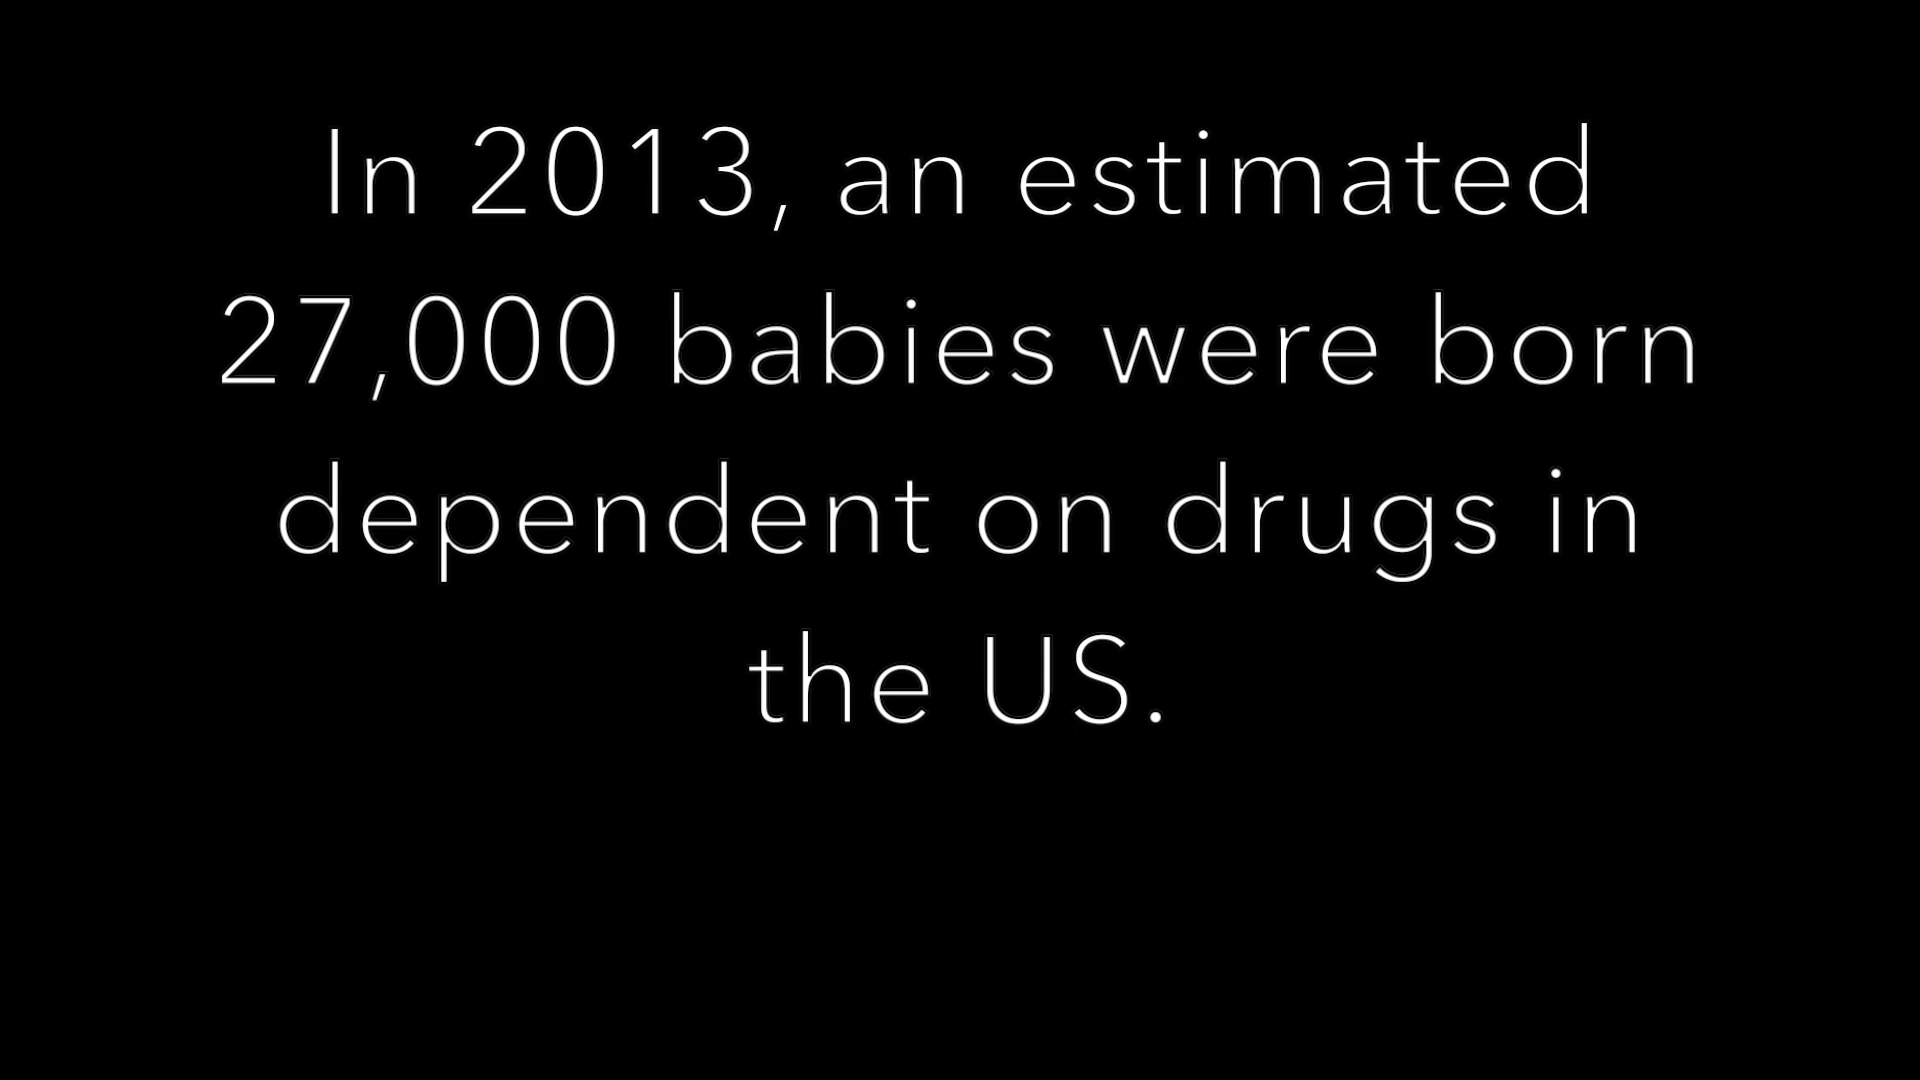 In 2013, an estimated
27,000 babies were born
dependent on drugs in
the US.